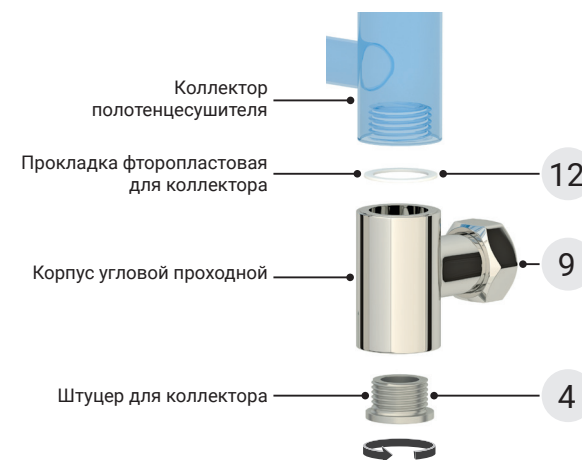 Коллектор
полотенцесушителя
Прокладка фторопластовая
для коллектора
12
Корпус угловой проходной
9
Штуцер для коллектора
4